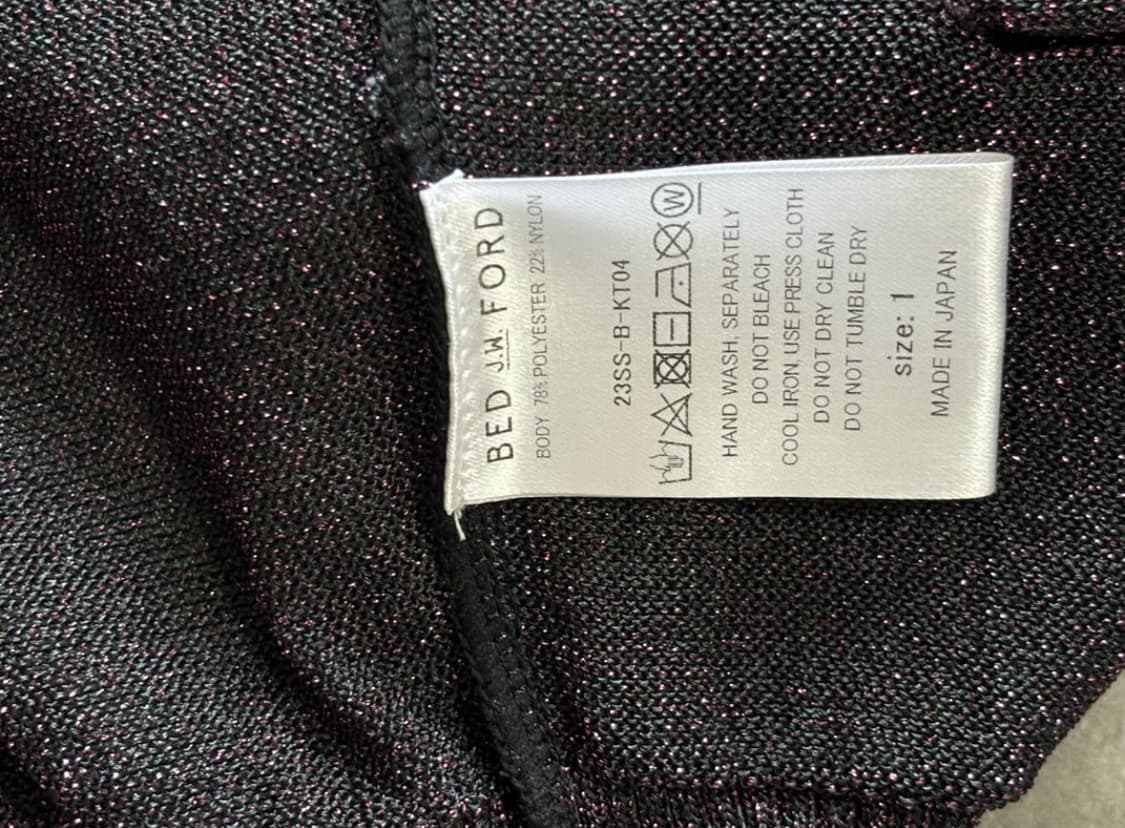 BED J.W. FORD
BODY 78% POLYESTER 22% NYLON
23SS-B-KT04
W
HAND WASH, SEPARATELY
DO NOT BLEACH
COOL IRON, USE PRESS CLOTH
DO NOT DRY CLEAN
DO NOT TUMBLE DRY
size: 1
MADE IN JAPAN